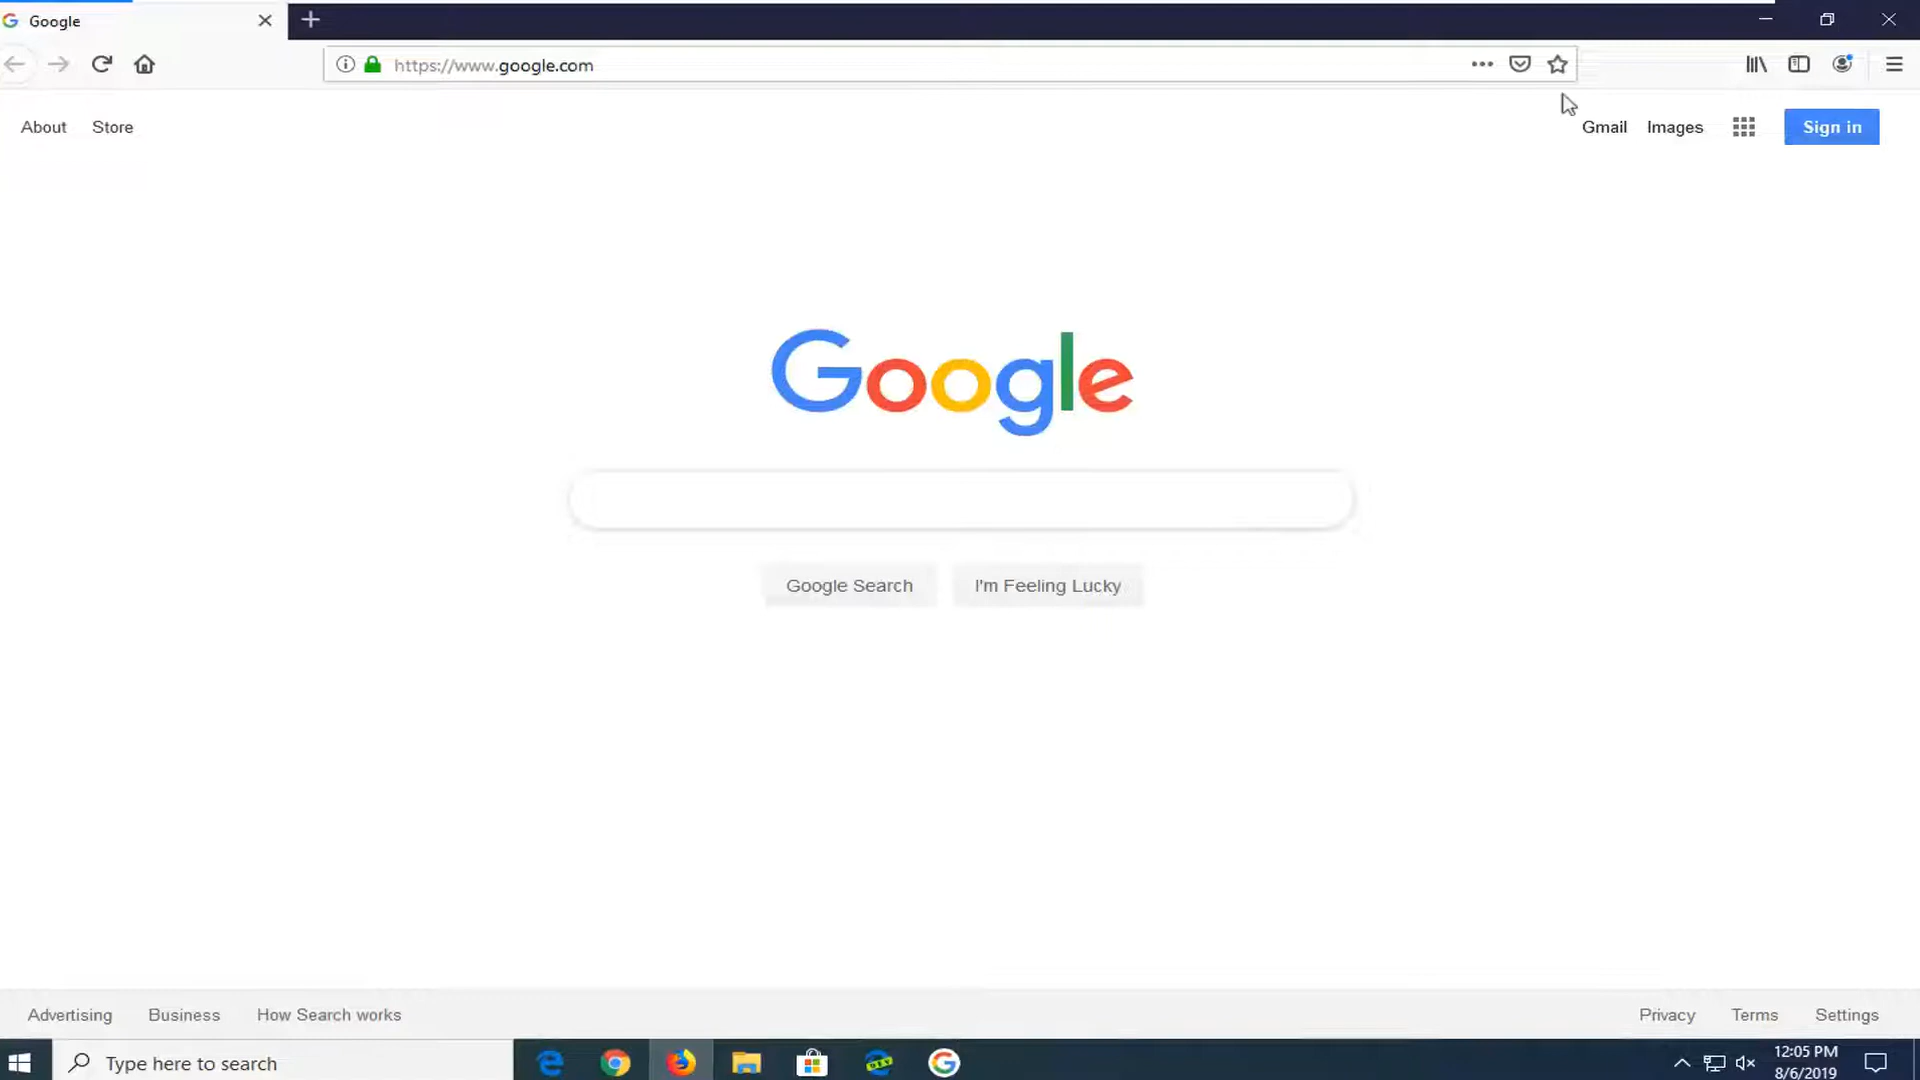 Google
https://www.google.com
About Store
Gmail Images Sign in
Google
Google Search I'm Feeling Lucky
Advertising Business How Search works
Privacy Terms Settings
Type here to search
DEV
12:05 PM
8/6/2019